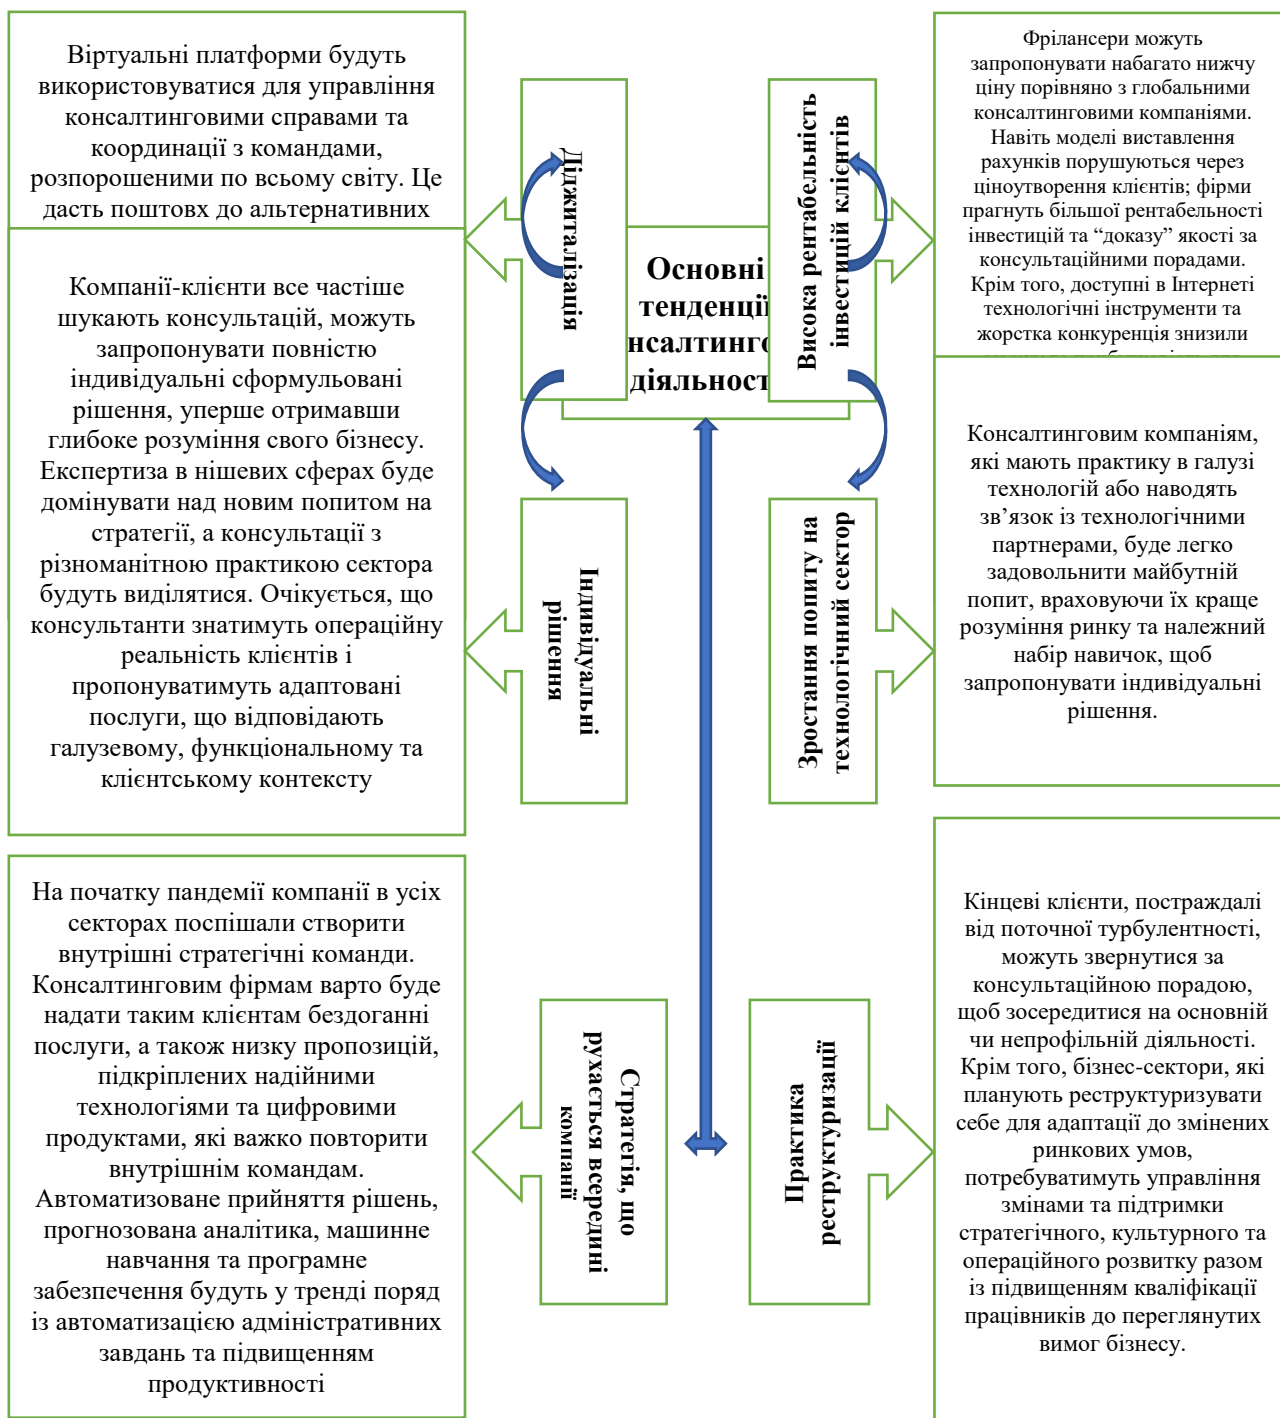 Віртуальні платформи будуть
використовуватися для управління
консалтинговими справами та
координації з командами,
розпорошеними по всьому світу. Це
дасть поштовх до альтернативних
Компанії-клієнти все частіше
шукають консультацій, можуть
запропонувати повністю
індивідуальні сформульовані
рішення, уперше отримавши
глибоке розуміння свого бізнесу.
Експертиза в нішевих сферах буде
домінувати над новим попитом на
стратегії, а консультації з
різноманітною практикою сектора
будуть виділятися. Очікується, що
консультанти знатимуть операційну
реальність клієнтів і
пропонуватимуть адаптовані
послуги, що відповідають
галузевому, функціональному та
клієнтському контексту
На початку пандемії компанії в усіх
секторах поспішали створити
внутрішні стратегічні команди.
Консалтинговим фірмам варто буде
надати таким клієнтам бездоганні
послуги, а також низку пропозицій,
підкріплених надійними
технологіями та цифровими
продуктами, які важко повторити
внутрішнім командам.
Автоматизоване прийняття рішень,
прогнозована аналітика, машинне
навчання та програмне
забезпечення будуть у тренді поряд
із автоматизацією адміністративних
завдань та підвищенням
продуктивності
Діджиталізація
Індивідуальні
рішення
Стратегія, що
рухається всередині
компанії
Основні
тенденції
нсалтинго
діяльност
Висока рентабельність
інвестицій клієнтів
Зростання попиту на
технологічний сектор
Практика
реструктуризації
Фрілансери можуть
запропонувати набагато нижчу
ціну порівняно з глобальними
консалтинговими компаніями.
Навіть моделі виставлення
рахунків порушуються через
ціноутворення клієнтів; фірми
прагнуть більшої рентабельності
інвестицій та “доказу” якості за
консультаційними порадами.
Крім того, доступні в Інтернеті
технологічні інструменти та
жорстка конкуренція знизили
Консалтинговим компаніям,
які мають практику в галузі
технологій або наводять
зв’язок із технологічними
партнерами, буде легко
задовольнити майбутній
попит, враховуючи їх краще
розуміння ринку та належний
набір навичок, щоб
запропонувати індивідуальні
рішення.
Кінцеві клієнти, постраждалі
від поточної турбулентності,
можуть звернутися за
консультаційною порадою,
щоб зосередитися на основній
чи непрофільній діяльності.
Крім того, бізнес-сектори, які
планують реструктуризувати
себе для адаптації до змінених
ринкових умов,
потребуватимуть управління
змінами та підтримки
стратегічного, культурного та
операційного розвитку разом
із підвищенням кваліфікації
працівників до переглянутих
вимог бізнесу.